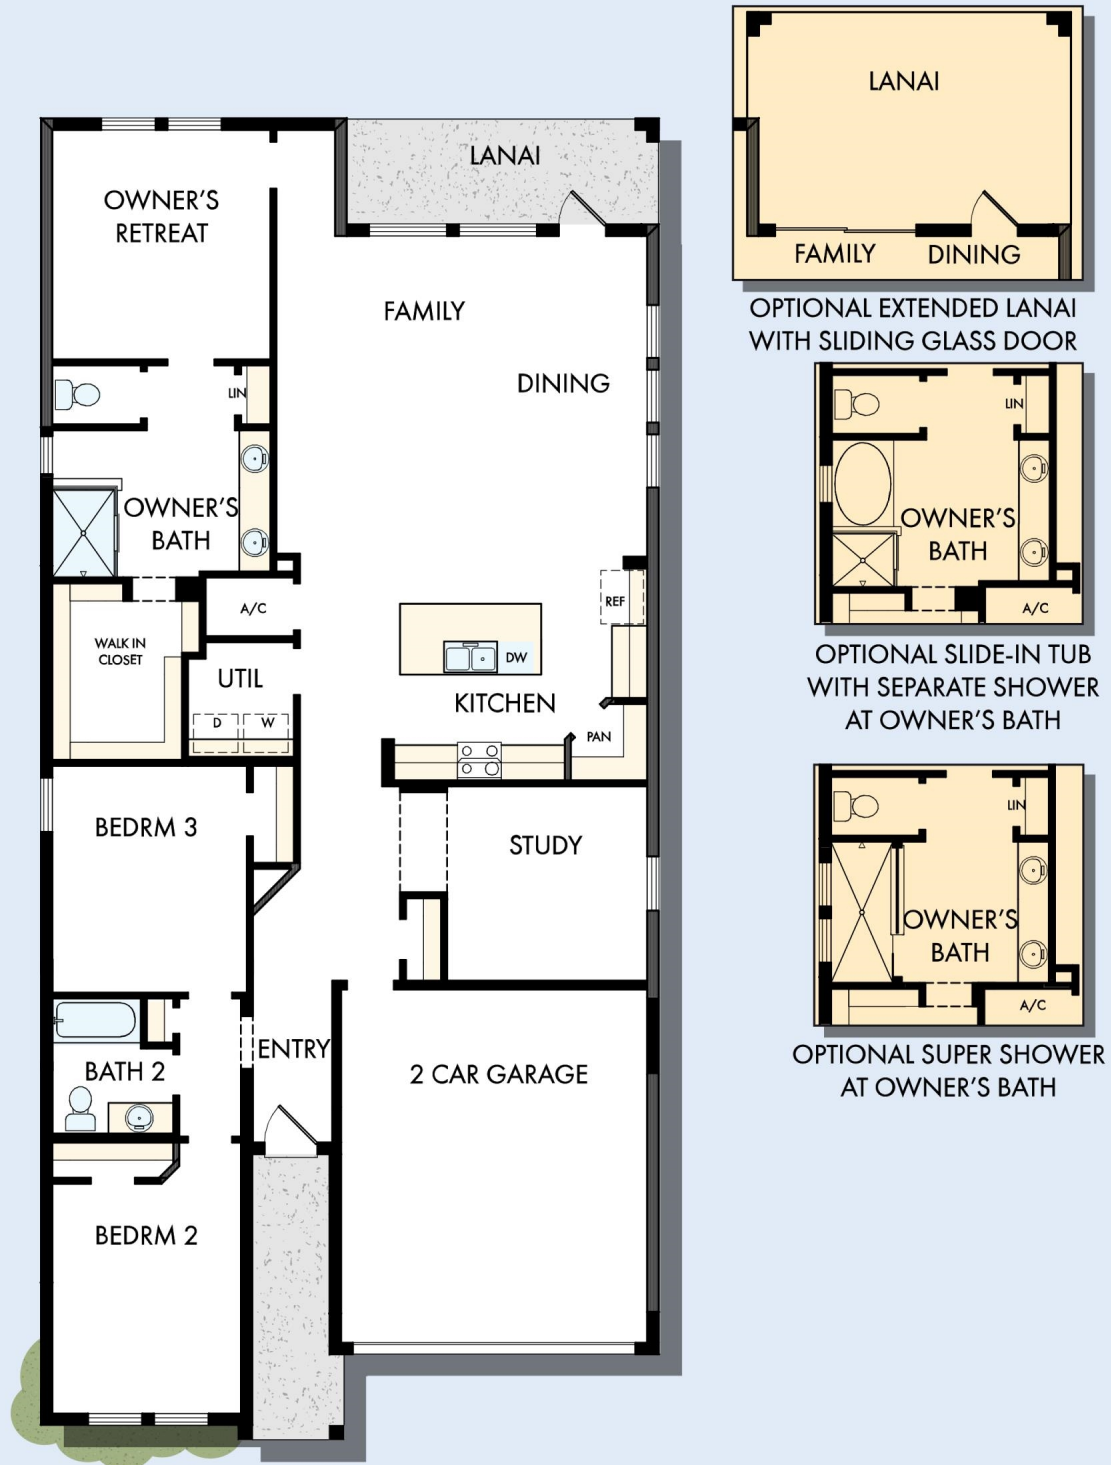 LANAI
OWNER'S
RETREAT
FAMILY
DINING
LIN
OWNER'S
BATH
A/C
REF
WALK IN
CLOSET
UTIL
DW
D
W
KITCHEN
PAN
BEDRM 3
STUDY
ENTRY
BATH 2
2 CAR GARAGE
BEDRM 2
LANAI
FAMILY
DINING
OPTIONAL EXTENDED LANAI
WITH SLIDING GLASS DOOR
LIN
OWNER'S
BATH
A/C
OPTIONAL SLIDE-IN TUB
WITH SEPARATE SHOWER
AT OWNER'S BATH
LIN
OWNER'S
BATH
A/C
OPTIONAL SUPER SHOWER
AT OWNER'S BATH